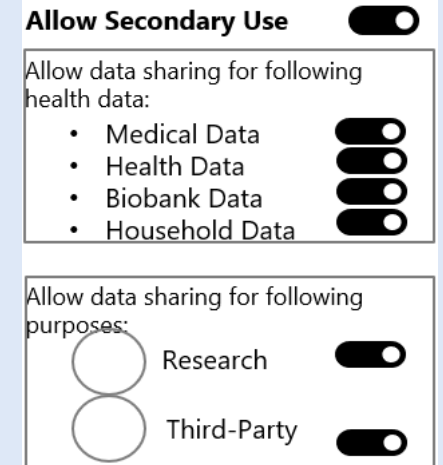 Allow Secondary Use
Allow data sharing for following
health data:
• Medical Data
• Health Data
• Biobank Data
• Household Data
Allow data sharing for following
purposes:
Research
Third-Party